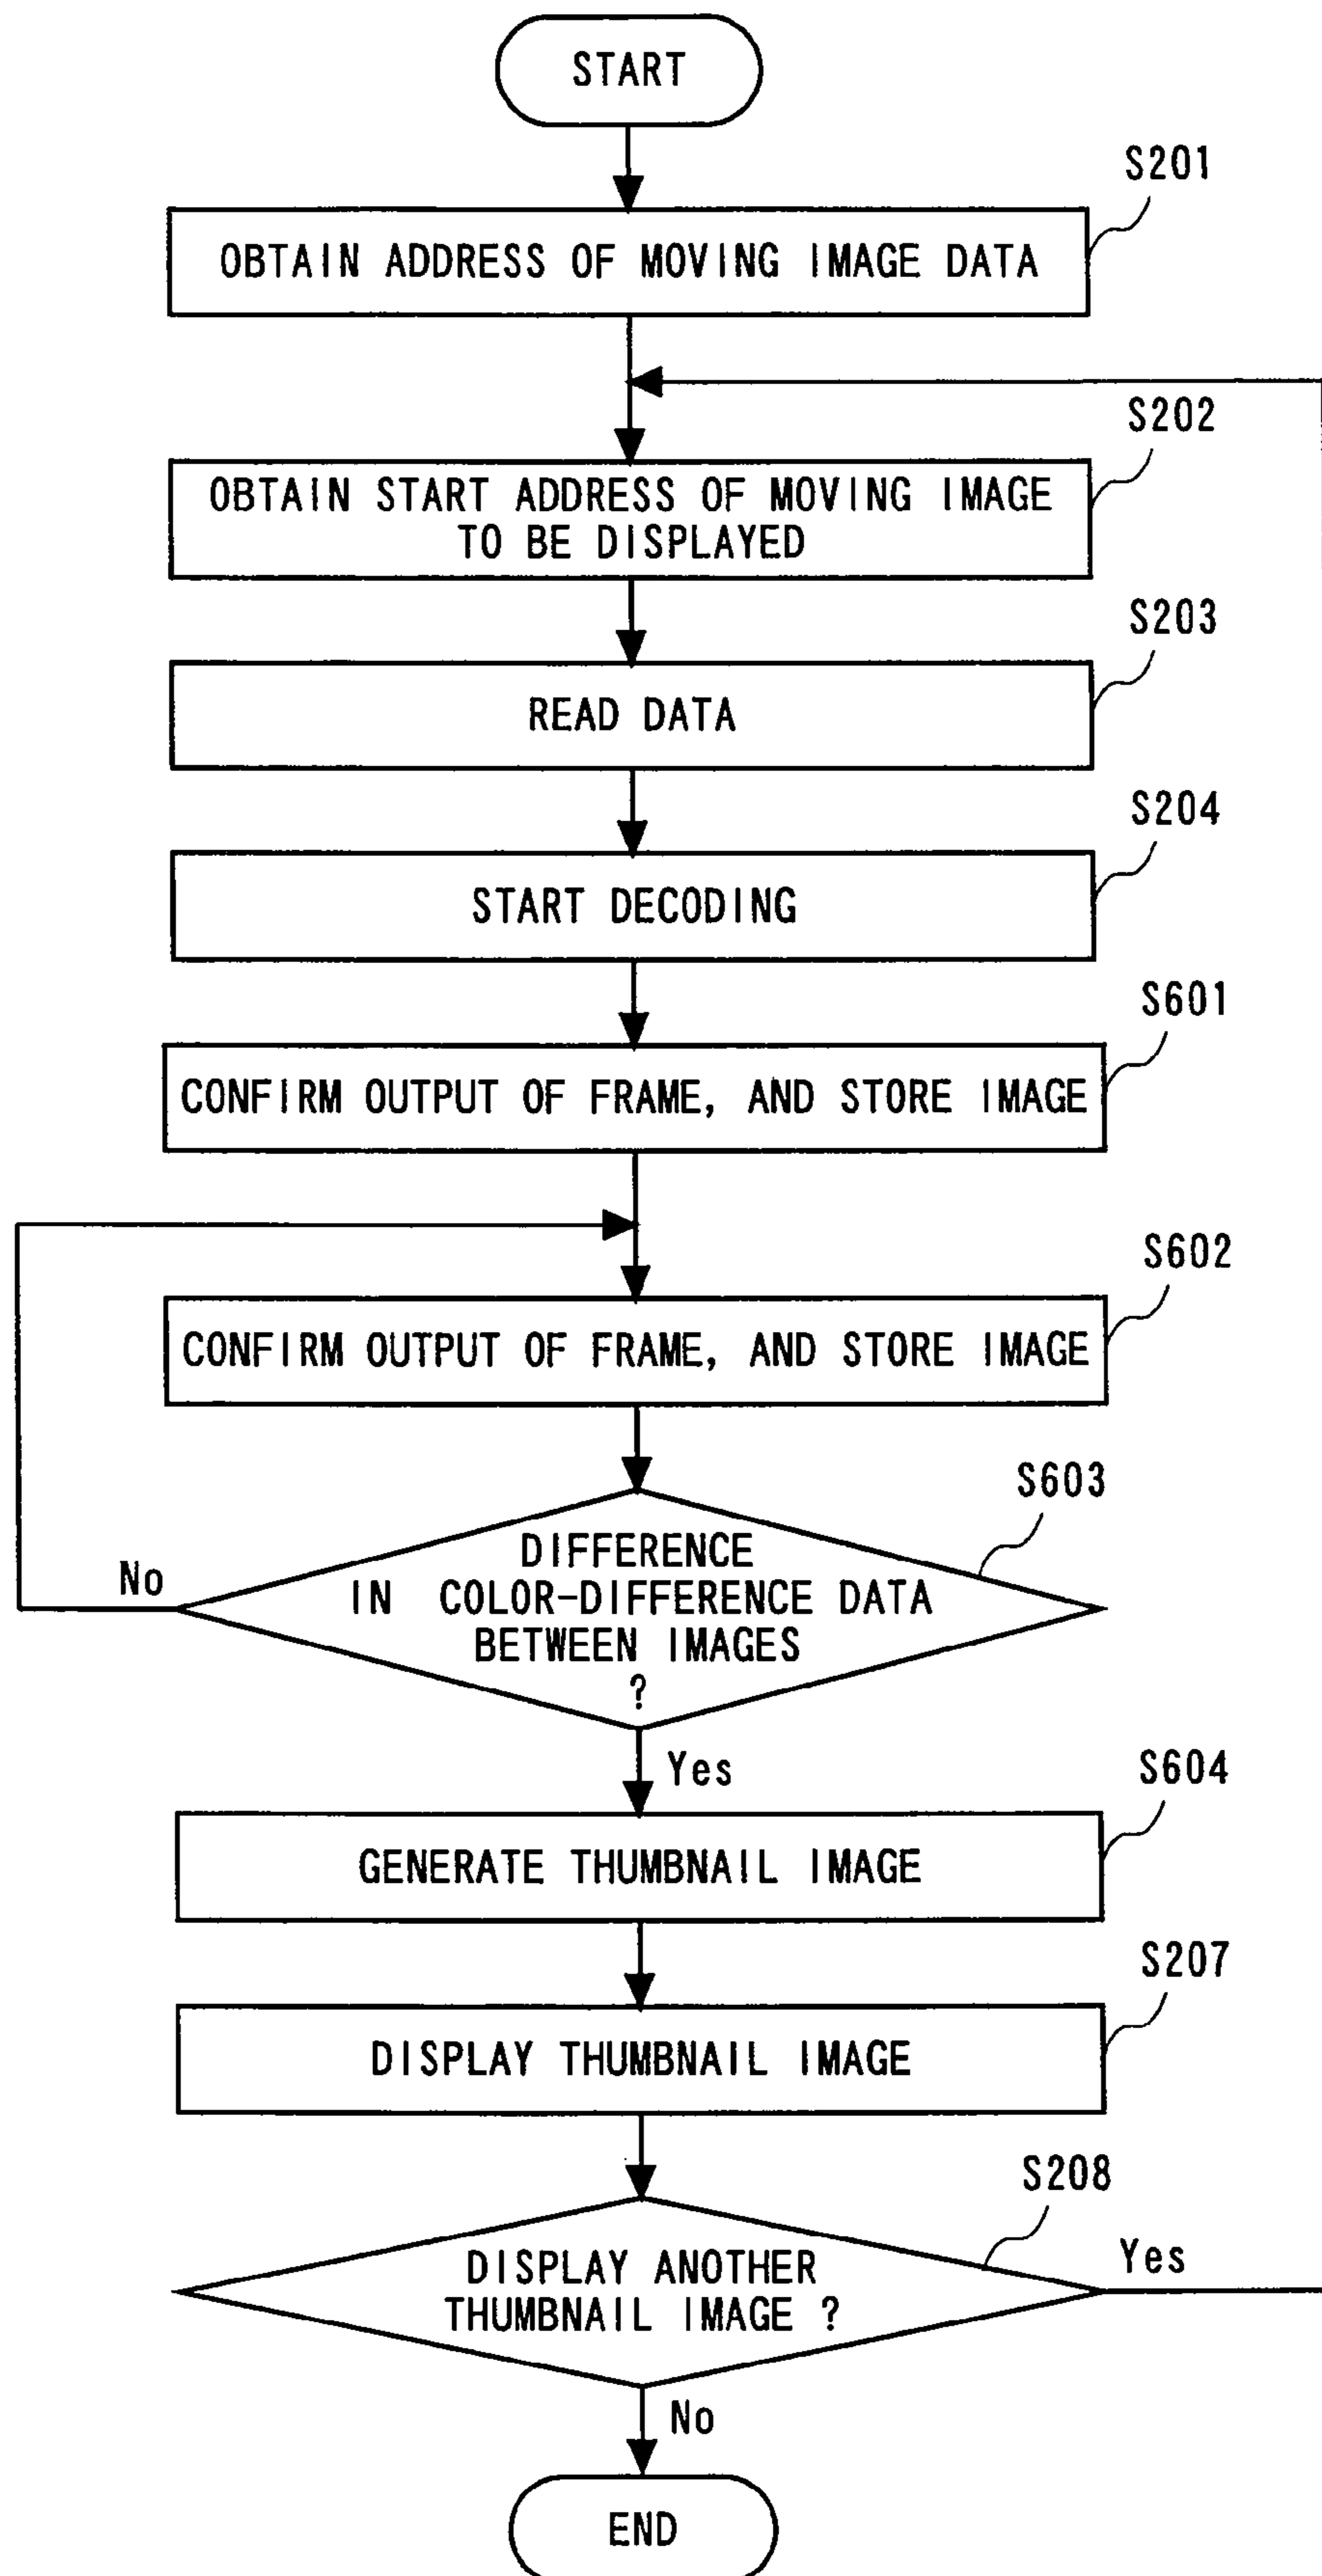 START
S201
OBTAIN ADDRESS OF MOVING IMAGE DATA
S202
OBTAIN START ADDRESS OF MOVING IMAGE
TO BE DISPLAYED
S203
READ DATA
S204
START DECODING
S601
CONFIRM OUTPUT OF FRAME, AND STORE IMAGE
S602
CONFIRM OUTPUT OF FRAME, AND STORE IMAGE
S603
DIFFERENCE
IN COLOR-DIFFERENCE DATA
BETWEEN IMAGES
?
No
Yes
S604
GENERATE THUMBNAIL IMAGE
S207
DISPLAY THUMBNAIL IMAGE
S208
DISPLAY ANOTHER
THUMBNAIL IMAGE ?
Yes
No
END